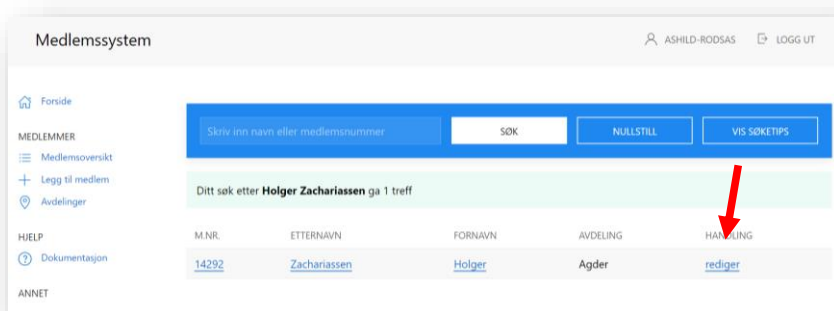 Medlemssystem
ASHILD-RODSAS LOGG UT
Forside
MEDLEMMER
Medlemsoversikt
Legg til medlem
Avdelinger
HJELP
Dokumentasjon
ANNET
Skriv inn navn eller medlemsnummer SØK NULLSTILL VIS SØKETIPS
Ditt søk etter Holger Zachariassen ga 1 treff
M.NR. ETTERNAVN FORNAVN AVDELING HANDLING
14292 Zachariassen Holger Agder rediger